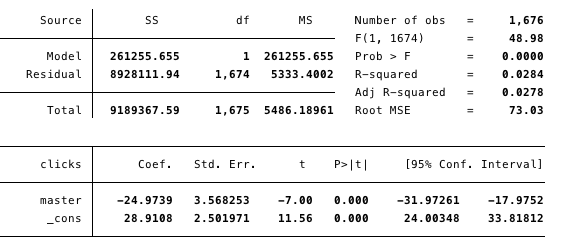 Source SS df MS Number of obs = 1,676
F(1, 1674) = 48.98
Model 261255.655 1 261255.655 Prob > F = 0.0000
Residual 8928111.94 1,674 5333.4002 R-squared = 0.0284
Adj R-squared = 0.0278
Total 9189367.59 1,675 5486.18961 Root MSE = 73.03
clicks Coef. Std. Err. t P>|t| [95% Conf. Interval]
master -24.9739 3.568253 -7.00 0.000 -31.97261 -17.9752
_cons 28.9108 2.501971 11.56 0.000 24.00348 33.81812